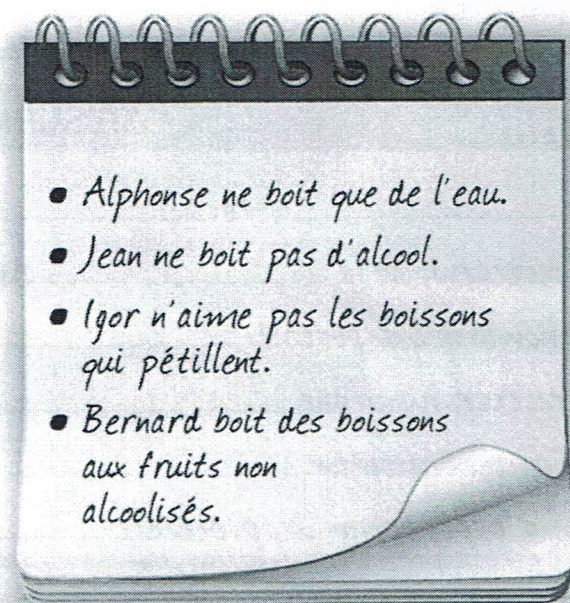 • Alphonse ne boit que de l'eau.
• Jean ne boit pas d'alcool.
• Igor n'aime pas les boissons
qui pétillent.
• Bernard boit des boissons
aux fruits non
alcoolisés.